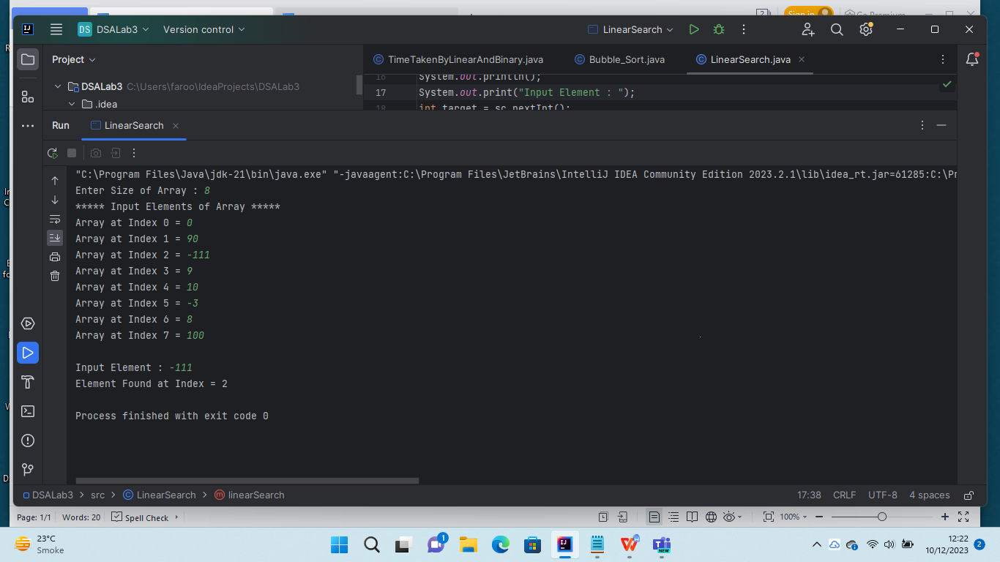 Sign in Go Premium
DS DSALab3 Version control LinearSearch
Project TimeTakenByLinearAndBinary.java Bubble_Sort.java LinearSearch.java
DSALab3 C:\Users\faroo\IdeaProjects\DSALab3
.idea
16 System.out.println();
17 System.out.print("Input Element : ");
18 int target = sc.nextInt();
Run LinearSearch
"C:\Program Files\Java\jdk-21\bin\java.exe" "-javaagent:C:\Program Files\JetBrains\IntelliJ IDEA Community Edition 2023.2.1\lib\idea_rt.jar=61285:C:\Pr
Enter Size of Array : 8
***** Input Elements of Array *****
Array at Index 0 = 0
Array at Index 1 = 90
Array at Index 2 = -111
Array at Index 3 = 9
Array at Index 4 = 10
Array at Index 5 = -3
Array at Index 6 = 8
Array at Index 7 = 100
Input Element : -111
Element Found at Index = 2
Process finished with exit code 0
DSALab3 > src > LinearSearch > linearSearch 17:38 CRLF UTF-8 4 spaces
Page: 1/1 Words: 20 Spell Check 100%
23°C
Smoke
1
NEW
12:22
10/12/2023
2